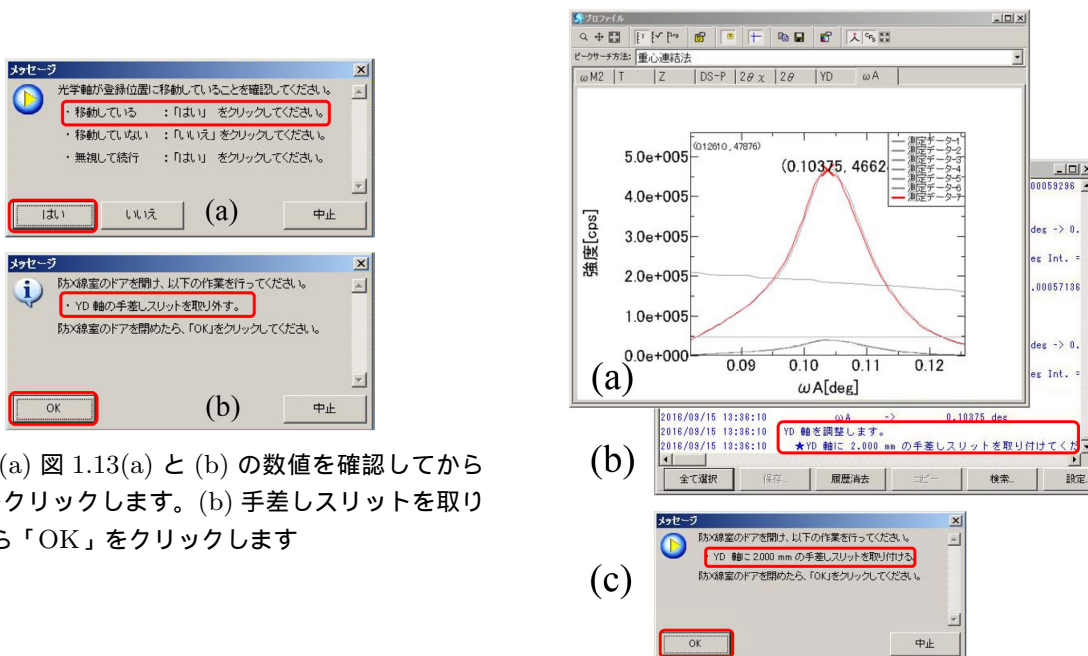 メッセージ
光学軸が登録位置に移動していることを確認してください。
・移動している　：「はい」 をクリックしてください。
・移動していない　：「いいえ」をクリックしてください。
・無視して続行　：「はい」 をクリックしてください。
はい
いいえ
(a)
中止
メッセージ
防X線室のドアを開け、以下の作業を行ってください。
・YD 軸の手差しスリットを取り外す。
防X線室のドアを閉めたら、「OK」をクリックしてください。
OK
(b)
中止
(a) 図 1.13(a) と (b) の数値を確認してから
クリックします。(b) 手差しスリットを取り
ら「OK」をクリックします
プロファイル
ピークサーチ方法: 重心連結法
ωM2 T Z DS-P 2θχ 2θ YD ωA
(0.12610 , 47876)
(0.10375, 4662
測定データ-1
測定データ-2
測定データ-3
測定データ-4
測定データ-5
測定データ-6
測定データ-7
強度[cps]
5.0e+005
4.0e+005
3.0e+005
2.0e+005
1.0e+005
0.0e+000
0.09 0.10 0.11 0.12
ωA[deg]
(a)
00059296
deg -> 0.
eg Int. =
.00057136
deg -> 0.
eg Int. =
2016/09/15 13:36:10 ωA -> 0.10375 deg
2016/09/15 13:36:10 YD 軸を調整します。
2016/09/15 13:36:10 ★YD 軸に 2.000 mm の手差しスリットを取り付けてくだ
(b)
全て選択 保存.. 履歴消去 コピー 検索.. 設定
メッセージ
防X線室のドアを開け、以下の作業を行ってください。
・YD 軸に 2.000 mm の手差しスリットを取り付ける
防X線室のドアを閉めたら、「OK」をクリックしてください。
(c)
OK
中止